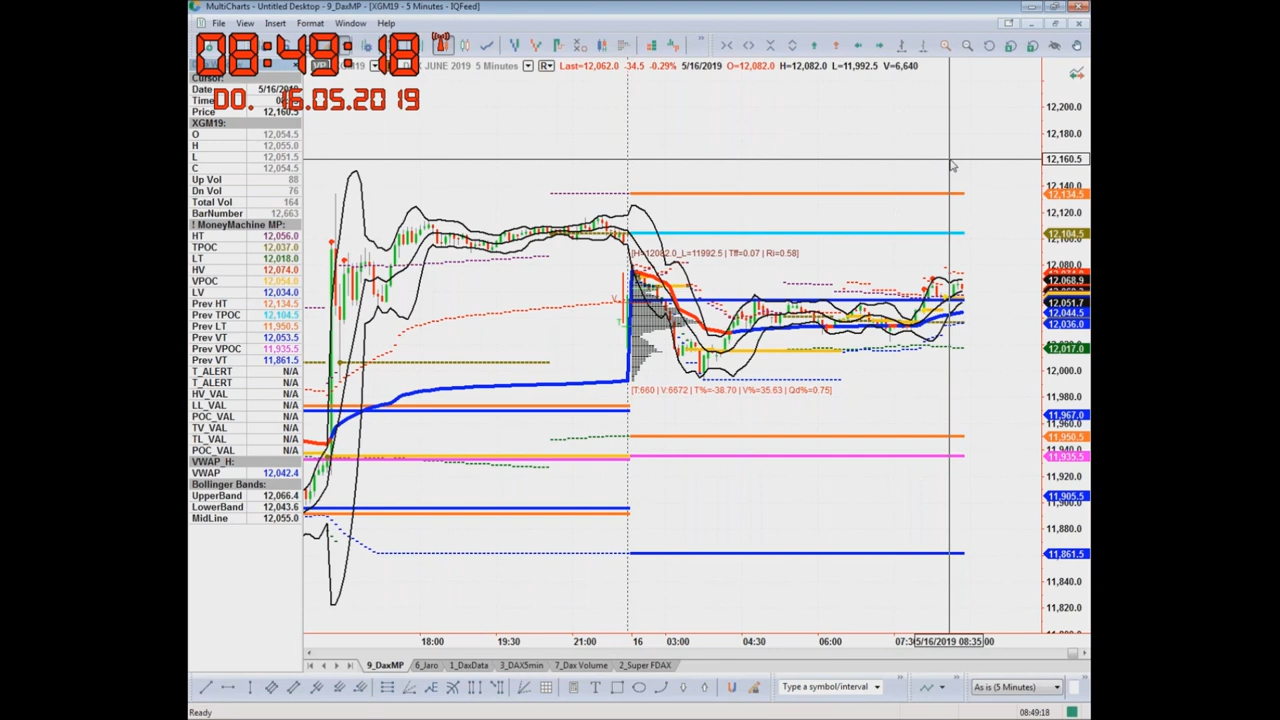 MultiCharts - Untitled Desktop - 9_DaxMP - [XGM19 - 5 Minutes - IQFeed]
File View Insert Format Window Help
08:49:18
DO. 16.05.2019
5 Minutes R Last=12,062.0 -34.5 -0.29% 5/16/2019 O=12,082.0 H=12,082.0 L=11,992.5 V=6,640
JUNE 2019
Cursor:
Date
Time
Price 12,160.5
XGM19:
O 12,054.5
H 12,055.0
L 12,051.5
C 12,054.5
Up Vol 88
Dn Vol 76
Total Vol 164
BarNumber 12,663
! MoneyMachine MP:
HT 12,056.0
TPOC 12,037.0
LT 12,018.0
HV 12,074.0
VPOC 12,054.0
LV 12,034.0
Prev HT 12,134.5
Prev TPOC 12,104.5
Prev LT 11,950.5
Prev VT 12,053.5
Prev VPOC 11,935.5
Prev VT 11,861.5
T_ALERT N/A
T_ALERT N/A
HV_VAL N/A
LL_VAL N/A
POC_VAL N/A
TV_VAL N/A
TL_VAL N/A
POC_VAL N/A
VWAP_H:
VWAP 12,042.4
Bollinger Bands:
UpperBand 12,066.4
LowerBand 12,043.6
MidLine 12,055.0
[T:660 | V:6672 | T%=-38.70 | V%=35.63 | Qd%=0.75]
12,200.0
12,180.0
12,160.5
12,140.0
12,134.5
12,120.0
12,104.5
12,080.0
12,068.9
12,051.7
12,044.5
12,036.0
12,017.0
12,000.0
11,980.0
11,967.0
11,950.5
11,935.5
11,920.0
11,905.5
11,880.0
11,861.5
11,840.0
11,820.0
18:00 19:30 21:00 16 03:00 04:30 06:00 5/16/2019 08:35
9_DaxMP 6_Jaro 1_DaxData 3_DAX5min 7_Dax Volume 2_Super FDAX
Type a symbol/interval As is (5 Minutes)
Ready 08:49:18